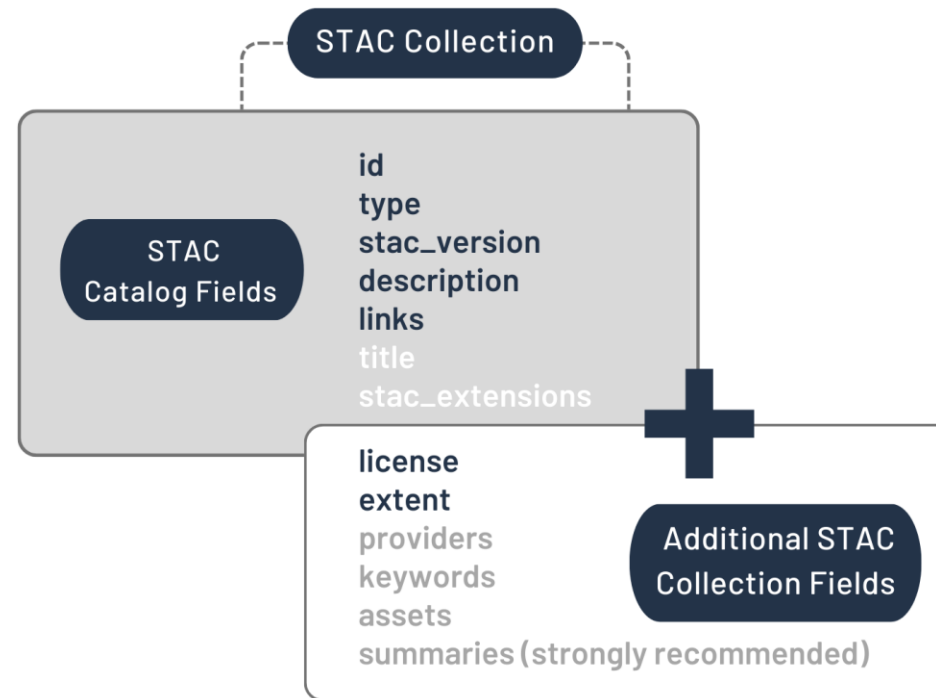 STAC Collection
STAC
Catalog Fields
id
type
stac_version
description
links
title
stac_extensions
license
extent
providers
keywords
assets
summaries (strongly recommended)
Additional STAC
Collection Fields